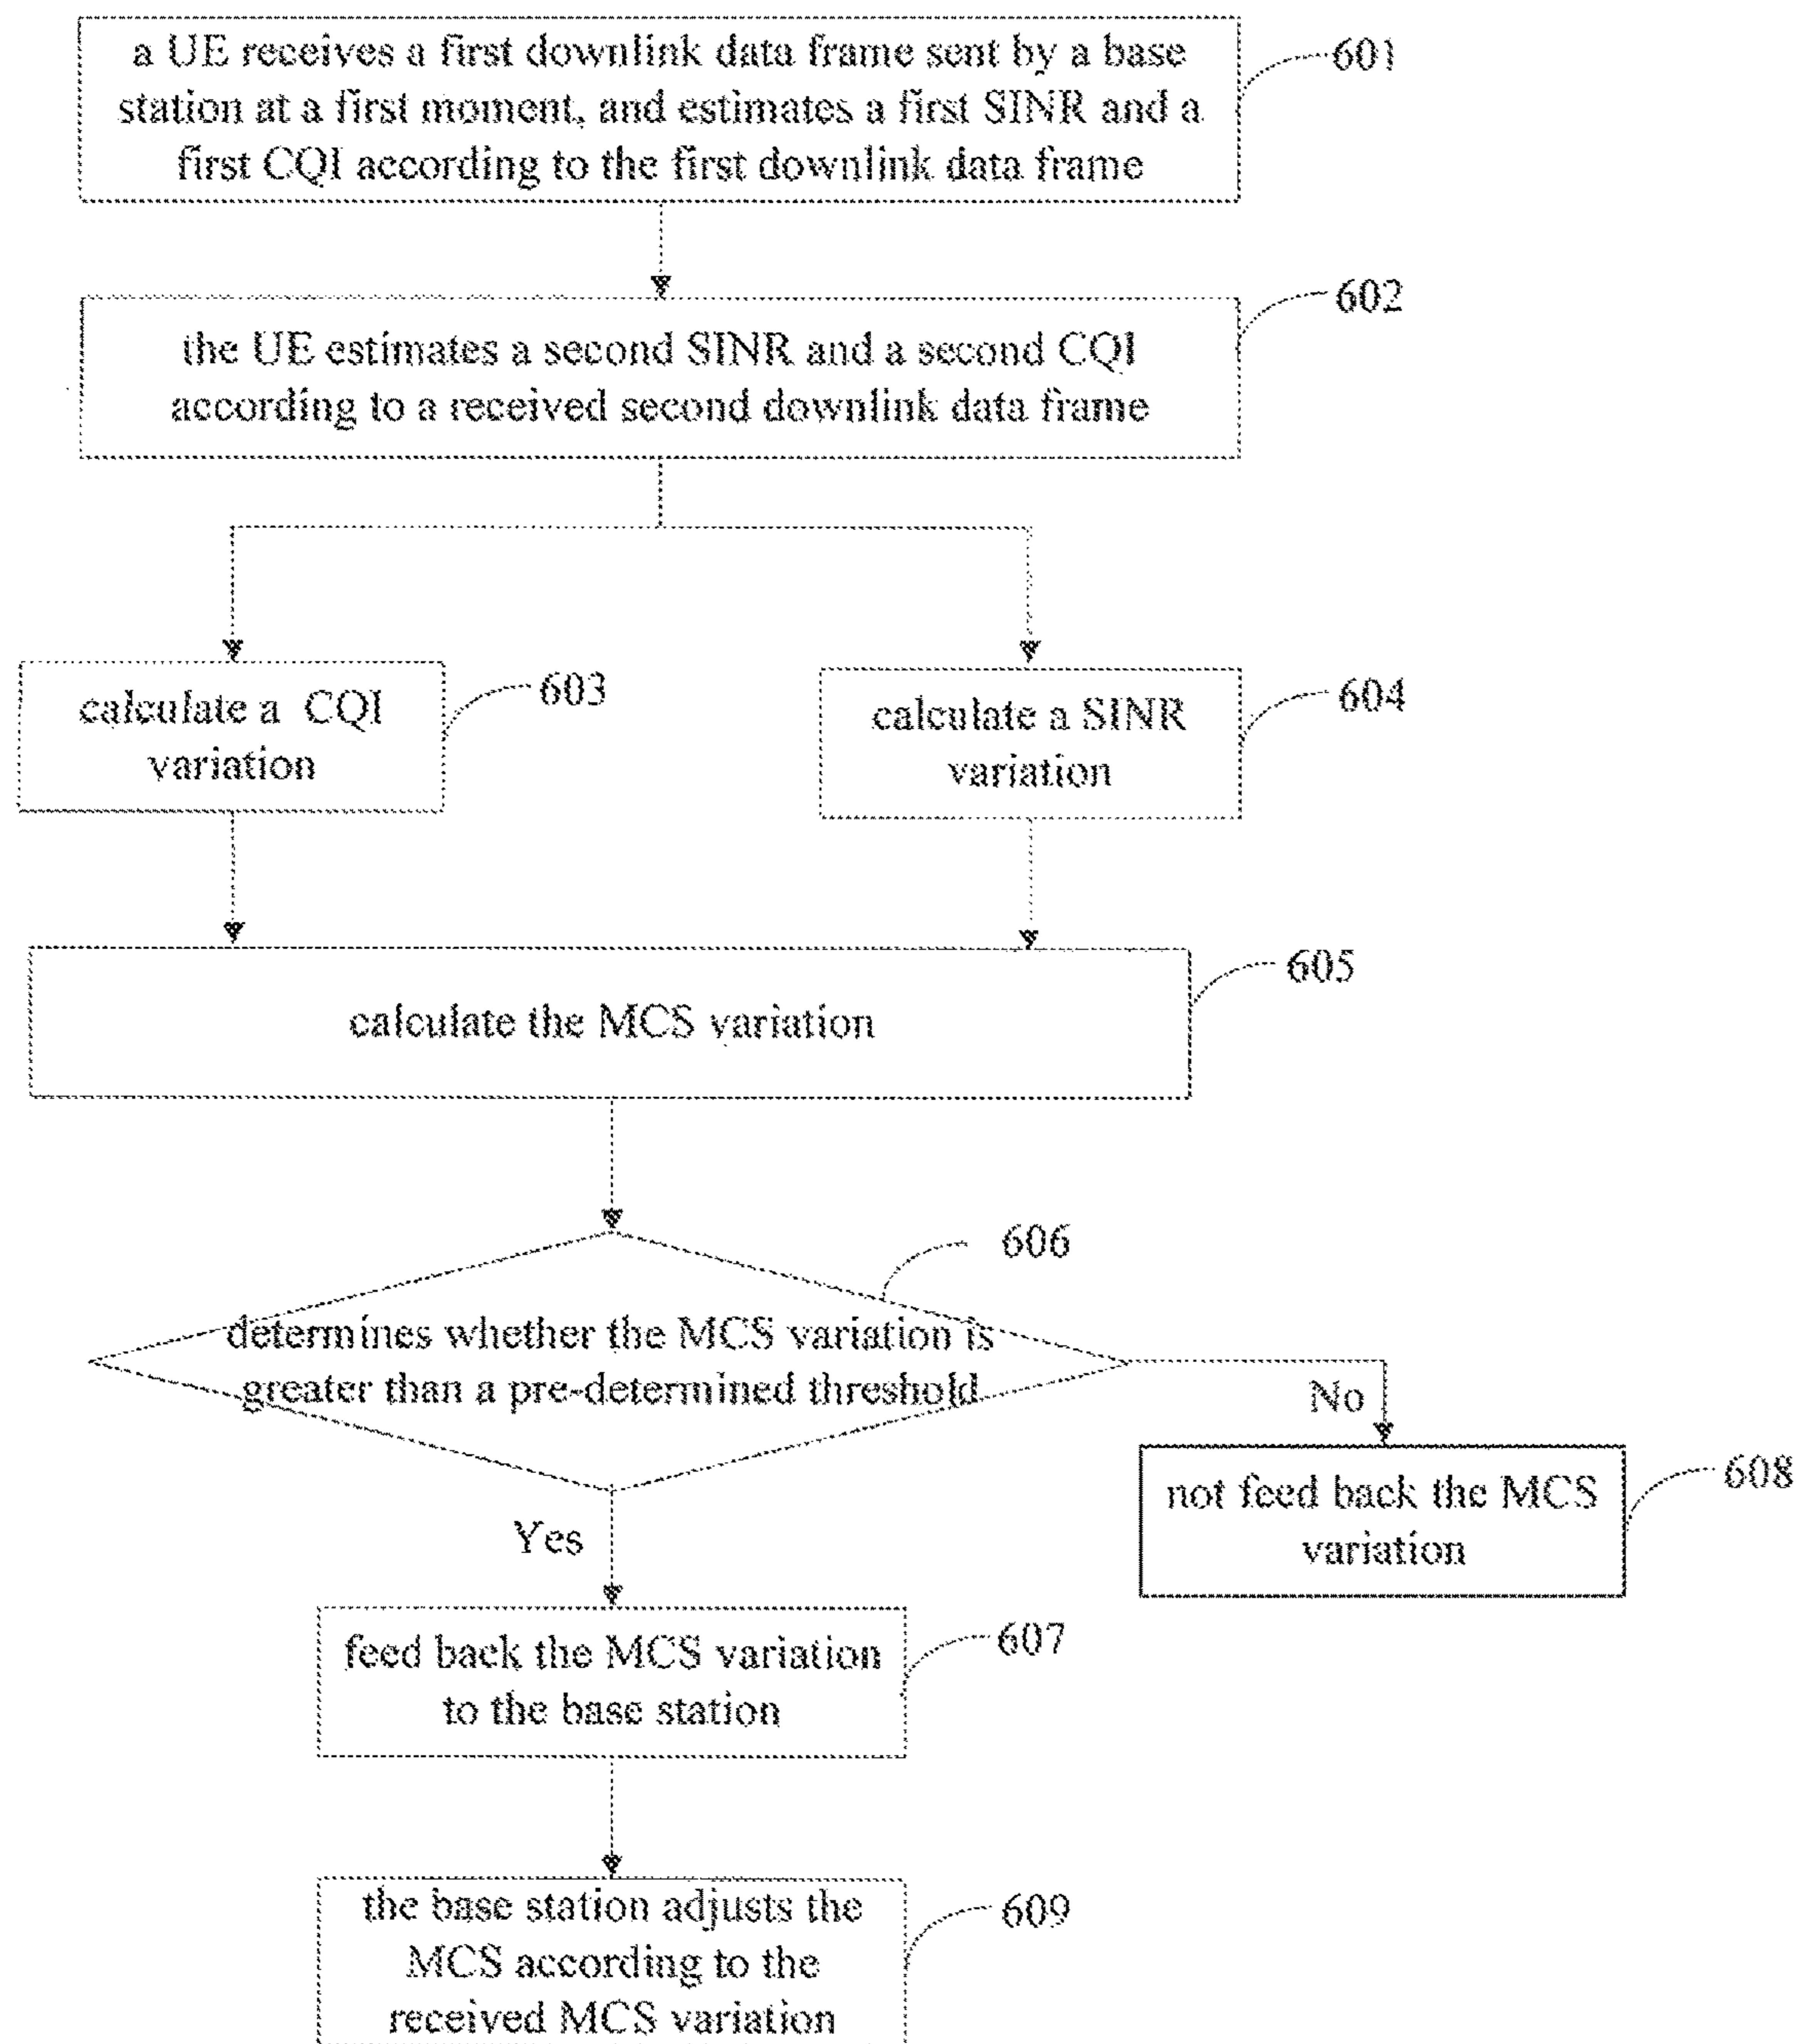 a UE receives a first downlink data frame sent by a base
station at a first moment, and estimates a first SINR and a
first CQI according to the first downlink data frame
601
the UE estimates a second SINR and a second CQI
according to a received second downlink data frame
602
calculate a CQI
variation
603
calculate a SINR
variation
604
calculate the MCS variation
605
determines whether the MCS variation is
greater than a pre-determined threshold
606
No
not feed back the MCS
variation
608
Yes
feed back the MCS variation
to the base station
607
the base station adjusts the
MCS according to the
received MCS variation
609